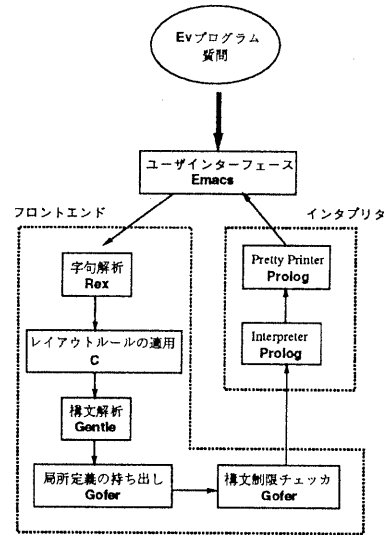 Evプログラム
質問
ユーザインターフェース
Emacs
フロントエンド
インタプリタ
字句解析
Rex
レイアウトルールの適用
C
構文解析
Gentle
局所定義の持ち出し
Gofer
構文制限チェッカ
Gofer
Interpreter
Prolog
Pretty Printer
Prolog